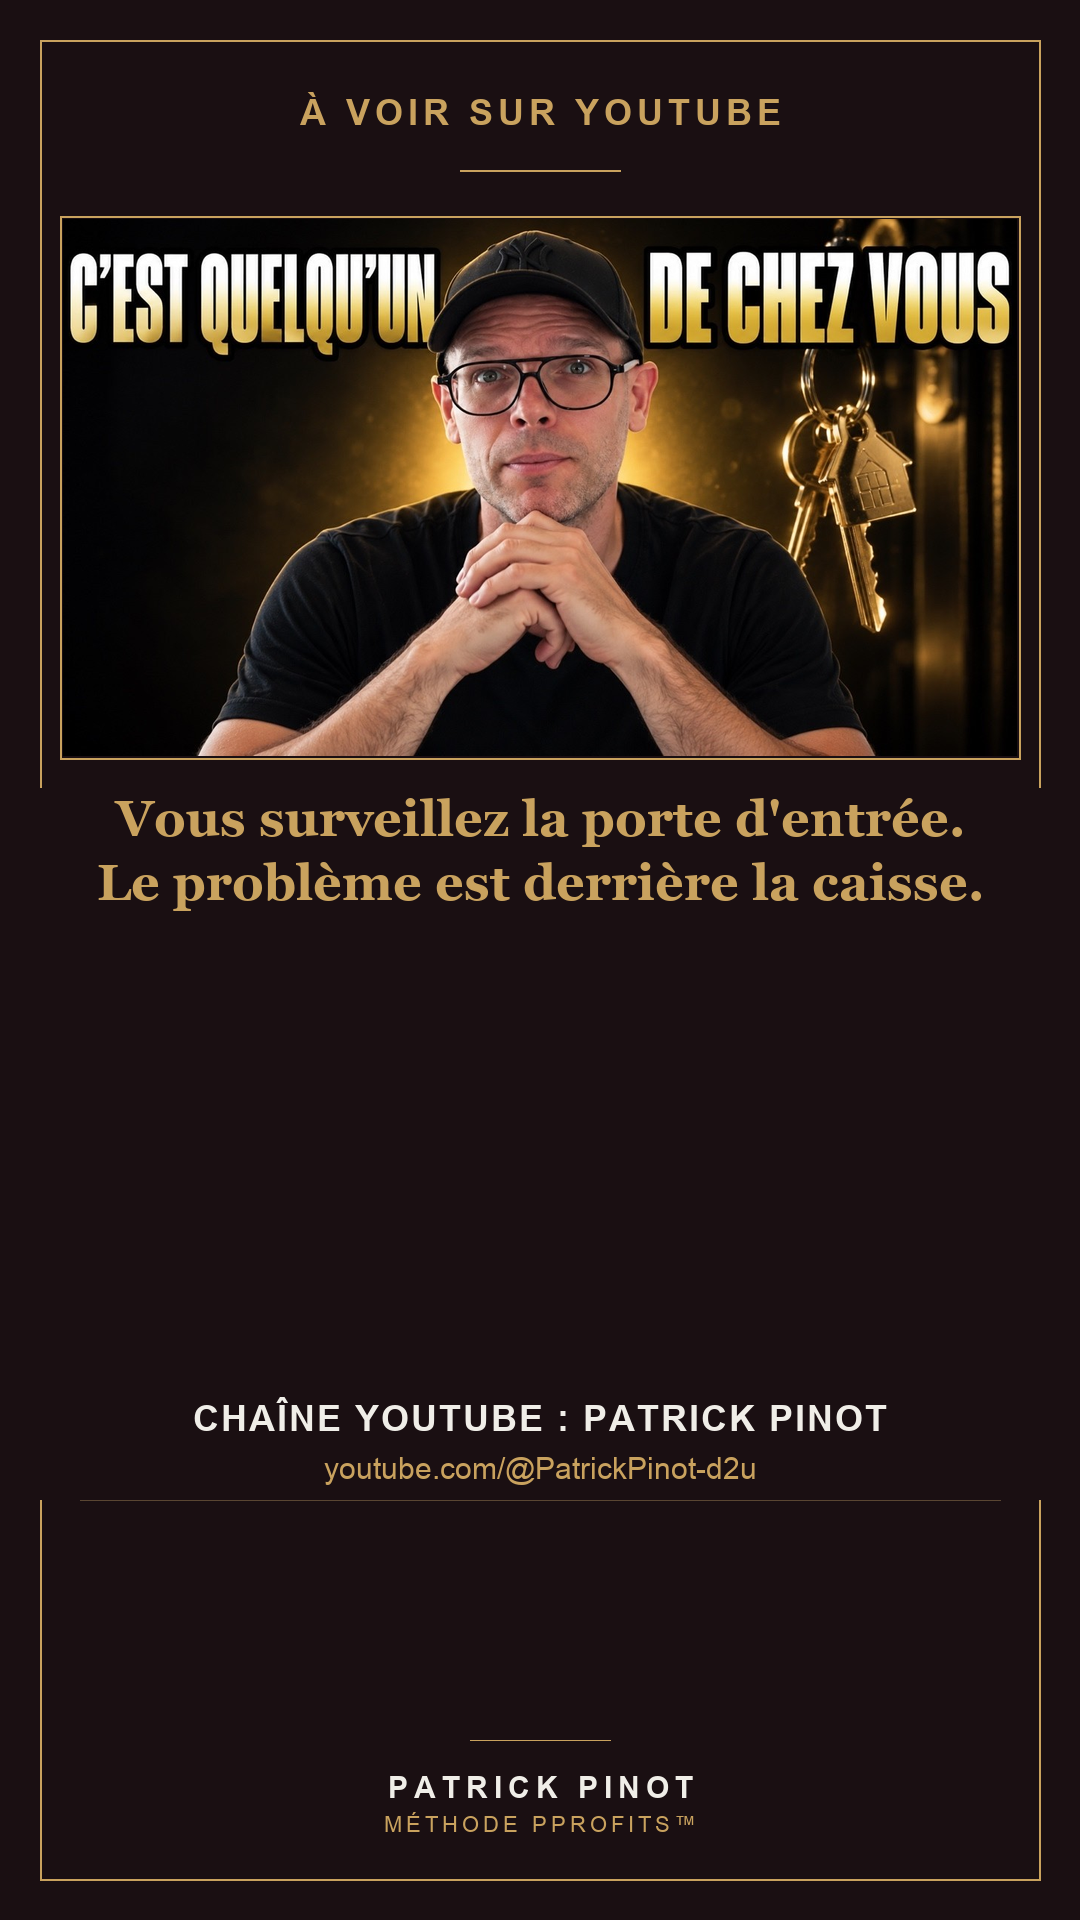 À VOIR SUR YOUTUBE
C’EST QUELQU’UN DE CHEZ VOUS
Vous surveillez la porte d'entrée.
Le problème est derrière la caisse.
CHAÎNE YOUTUBE : PATRICK PINOT
youtube.com/@PatrickPinot-d2u
PATRICK PINOT
MÉTHODE PPROFITS™